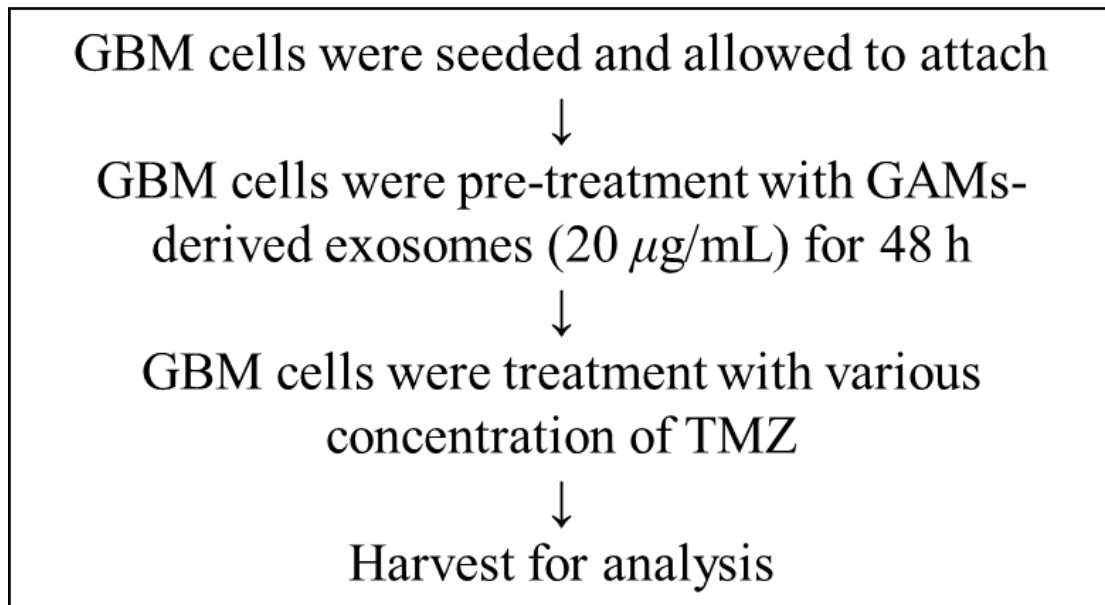 GBM cells were seeded and allowed to attach
↓
GBM cells were pre-treatment with GAMs-
derived exosomes (20 μg/mL) for 48 h
↓
GBM cells were treatment with various
concentration of TMZ
↓
Harvest for analysis